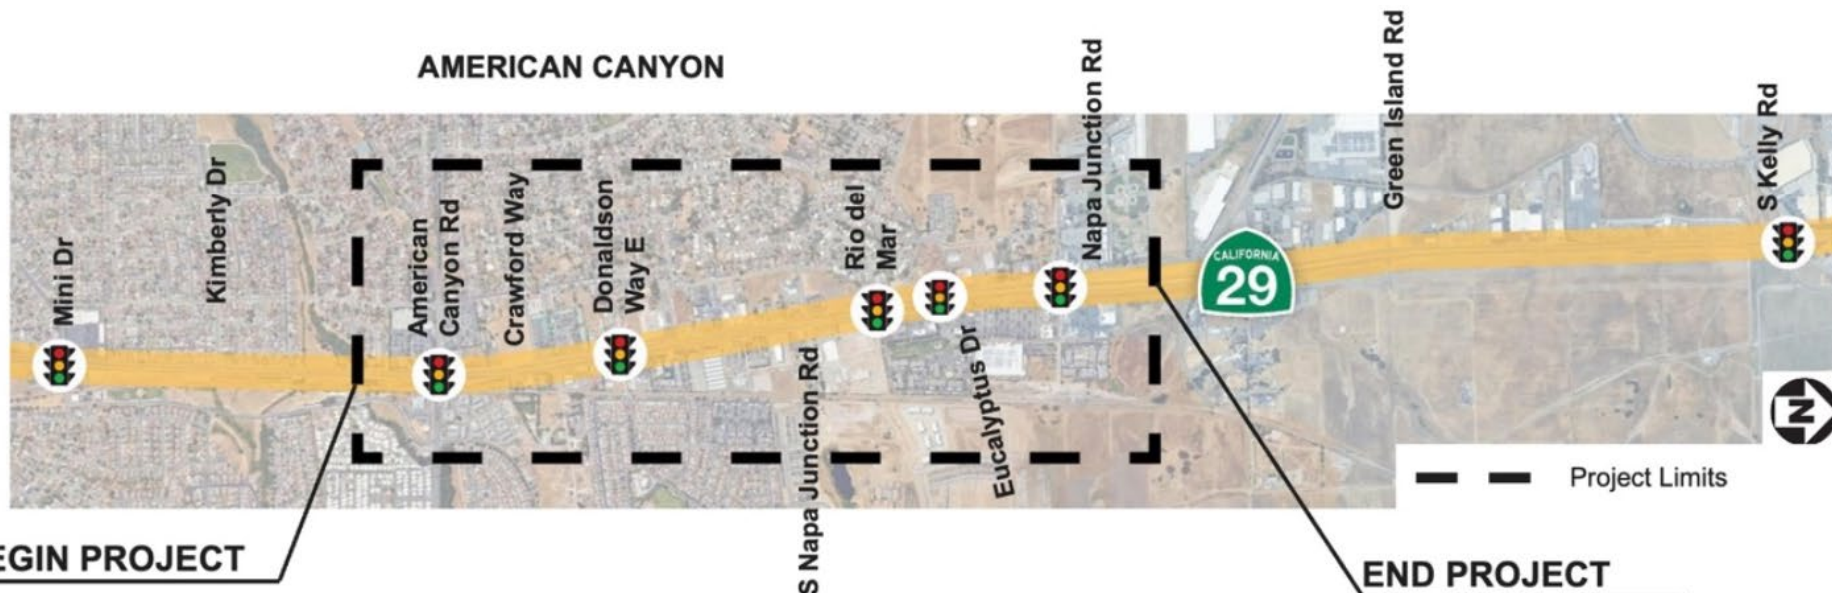 AMERICAN CANYON
Mini Dr
Kimberly Dr
American
Canyon Rd
Crawford Way
Donaldson
Way E
S Napa Junction Rd
Rio del
Mar
Eucalyptus Dr
Napa Junction Rd
CALIFORNIA
29
Green Island Rd
S Kelly Rd
N
Project Limits
EGIN PROJECT
END PROJECT